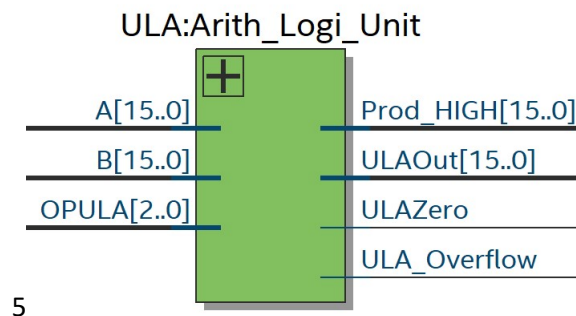 ULA:Arith_Logi_Unit
A[15..0]
B[15..0]
OPULA[2..0]
Prod_HIGH[15..0]
ULAOut[15..0]
ULAZero
ULA_Overflow
5